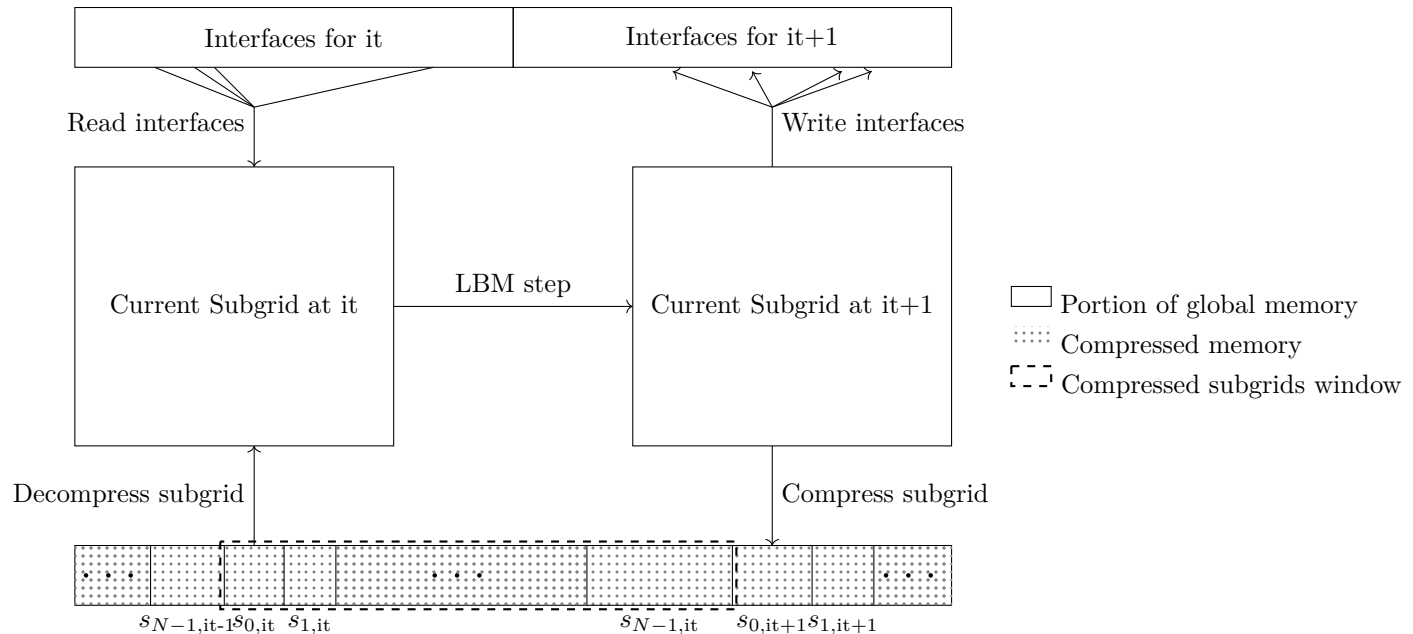 Interfaces for it
Interfaces for it+1
Read interfaces
Write interfaces
Current Subgrid at it
LBM step
Current Subgrid at it+1
Portion of global memory
Compressed memory
Compressed subgrids window
Decompress subgrid
Compress subgrid
. . .
. . .
. . .
s_{N−1,it-1}
s_{0,it}
s_{1,it}
s_{N−1,it}
s_{0,it+1}
s_{1,it+1}